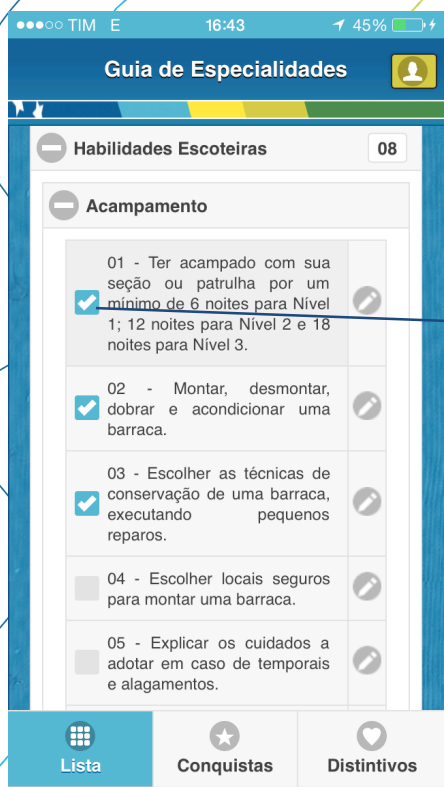 TIM E 16:43 45%
Guia de Especialidades
Habilidades Escoteiras 08
Acampamento
01 - Ter acampado com sua
seção ou patrulha por um
mínimo de 6 noites para Nível
1; 12 noites para Nível 2 e 18
noites para Nível 3.
02 - Montar, desmontar,
dobrar e acondicionar uma
barraca.
03 - Escolher as técnicas de
conservação de uma barraca,
executando pequenos
reparos.
04 - Escolher locais seguros
para montar uma barraca.
05 - Explicar os cuidados a
adotar em caso de temporais
e alagamentos.
Lista Conquistas Distintivos